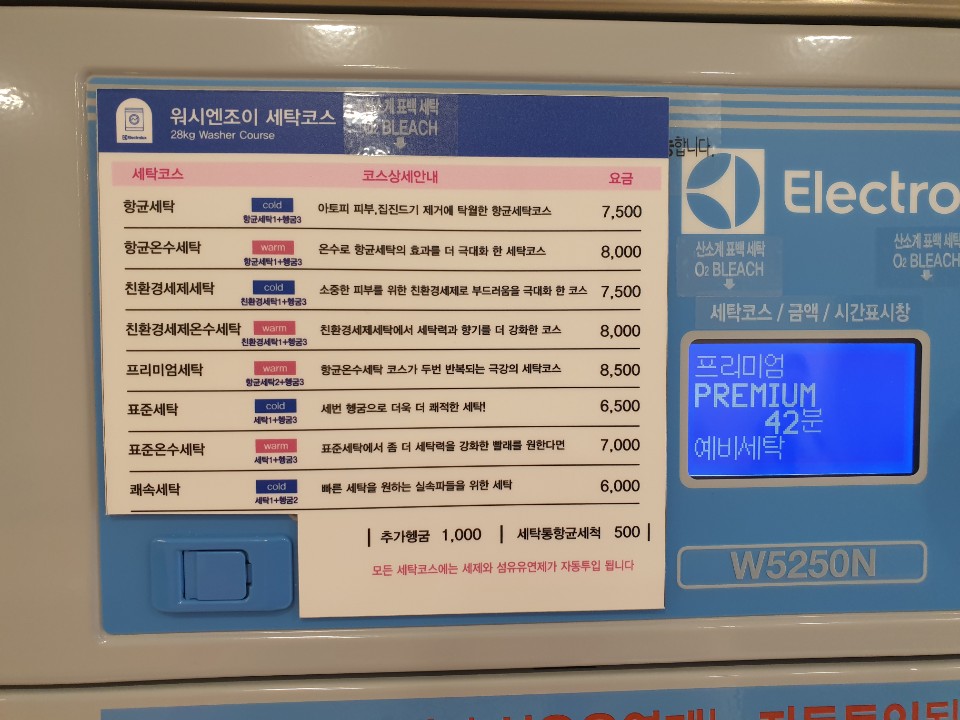 워시엔조이 세탁코스
28kg Washer Course
계 표백 세탁
O2 BLEACH
합니다.
Electrolux
세탁코스 코스상세안내 요금
항균세탁 cold 아토피 피부,집진드기 제거에 탁월한 항균세탁코스 7,500
항균세탁1+헹굼3
항균온수세탁 warm 온수로 항균세탁의 효과를 더 극대화 한 세탁코스 8,000
항균세탁1+헹굼3
친환경세제세탁 cold 소중한 피부를 위한 친환경세제로 부드러움을 극대화 한 코스 7,500
친환경세탁1+헹굼3
친환경세제온수세탁 warm 친환경세제세탁에서 세탁력과 향기를 더 강화한 코스 8,000
친환경세탁1+헹굼3
프리미엄세탁 warm 항균온수세탁 코스가 두번 반복되는 극강의 세탁코스 8,500
항균세탁2+헹굼3
표준세탁 cold 세번 헹굼으로 더욱 더 쾌적한 세탁! 6,500
세탁1+헹굼3
표준온수세탁 warm 표준세탁에서 좀 더 세탁력을 강화한 빨래를 원한다면 7,000
세탁1+헹굼3
쾌속세탁 cold 빠른 세탁을 원하는 실속파들을 위한 세탁 6,000
세탁1+헹굼2
| 추가헹굼 1,000 | 세탁통항균세척 500 |
모든 세탁코스에는 세제와 섬유유연제가 자동투입 됩니다
Electro
산소계 표백 세탁
O2 BLEACH
산소계 표백 세탁
O2 BLEACH
세탁코스 / 금액 / 시간표시창
프리미엄
PREMIUM
42분
예비세탁
W5250N